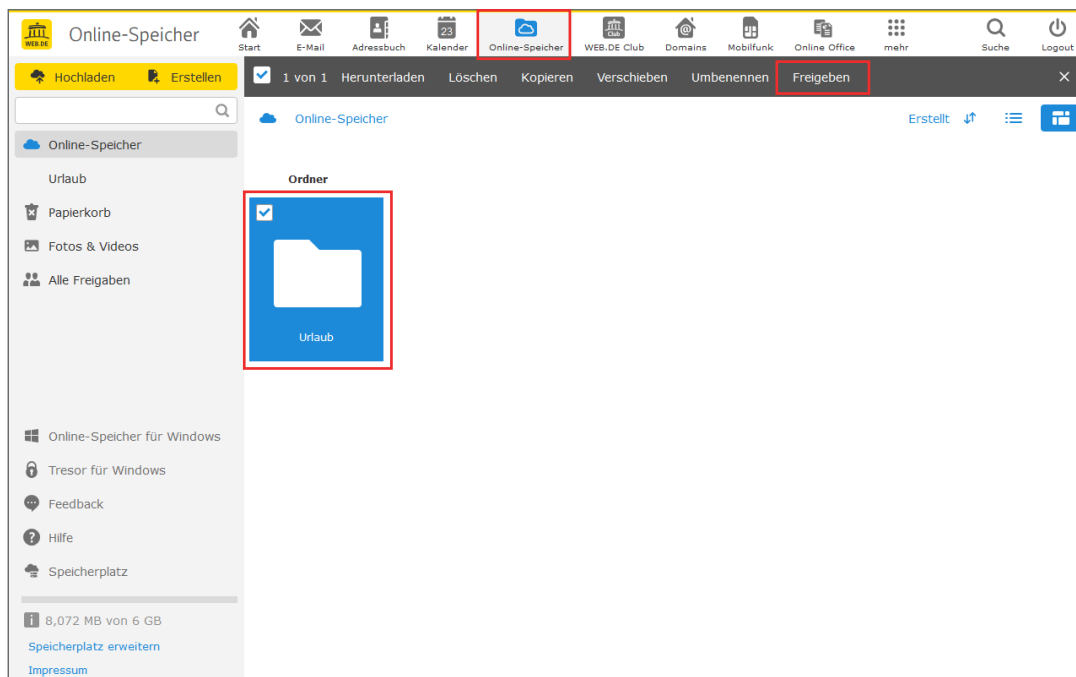 WEB.DE
Online-Speicher
Start
E-Mail
Adressbuch
23
Kalender
Online-Speicher
Club
WEB.DE Club
@
Domains
Mobilfunk
Online Office
mehr
Suche
Logout
Hochladen
Erstellen
1 von 1 Herunterladen Löschen Kopieren Verschieben Umbenennen Freigeben
Online-Speicher
Erstellt
Online-Speicher
Urlaub
Papierkorb
Fotos & Videos
Alle Freigaben
Ordner
Urlaub
Online-Speicher für Windows
Tresor für Windows
Feedback
Hilfe
Speicherplatz
8,072 MB von 6 GB
Speicherplatz erweitern
Impressum